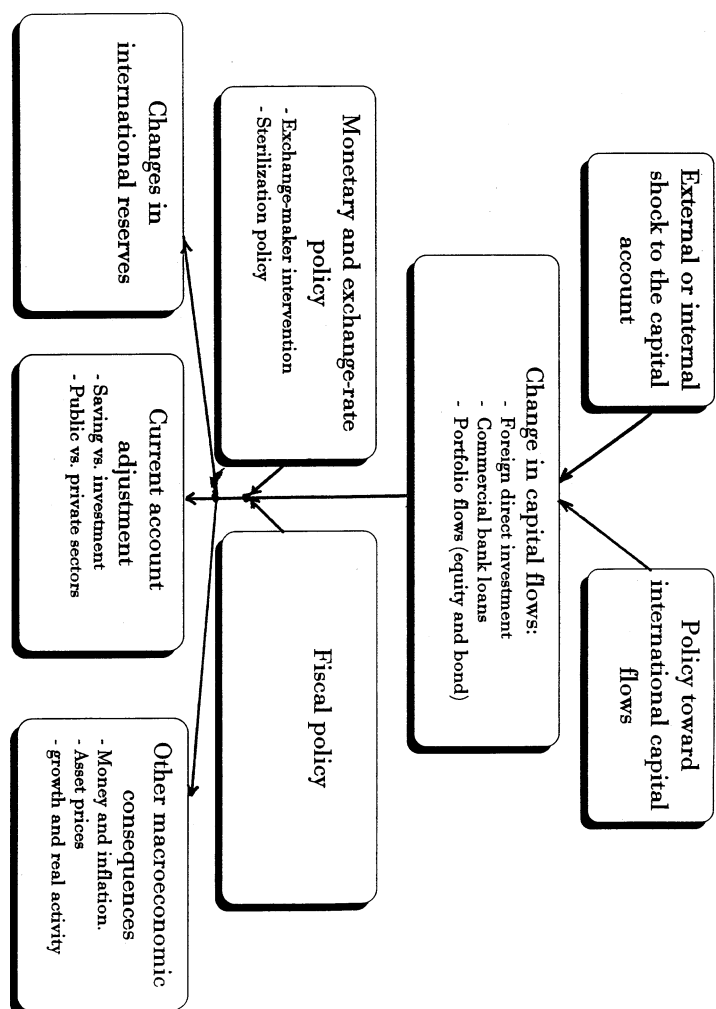 External or internal
shock to the capital
account
Policy toward
international capital
flows
Change in capital flows:
- Foreign direct investment
- Commercial bank loans
- Portfolio flows (equity and bond)
Monetary and exchange-rate
policy
- Exchange-maker intervention
- Sterilization policy
Fiscal policy
Changes in
international reserves
Current account
adjustment
- Saving vs. investment
- Public vs. private sectors
Other macroeconomic
consequences
- Money and inflation.
- Asset prices
- growth and real activity